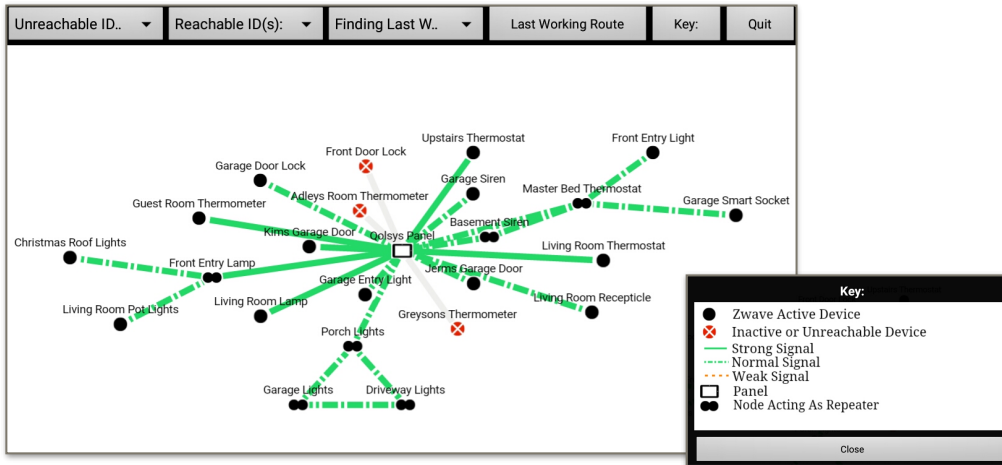 Unreachable ID..
Reachable ID(s):
Finding Last W..
Last Working Route
Key:
Quit
Upstairs Thermostat
Front Entry Light
Front Door Lock
Garage Door Lock
Garage Siren
Master Bed Thermostat
Adleys Room Thermometer
Guest Room Thermometer
Garage Smart Socket
Basement Siren
Kims Garage Door
Qolsys Panel
Christmas Roof Lights
Living Room Thermostat
Front Entry Lamp
Jerms Garage Door
Garage Entry Light
Living Room Lamp
Living Room Recepticle
Living Room Pot Lights
Greysons Thermometer
Porch Lights
Garage Lights
Driveway Lights
Key:
Zwave Active Device
Inactive or Unreachable Device
Strong Signal
Normal Signal
Weak Signal
Panel
Node Acting As Repeater
Close